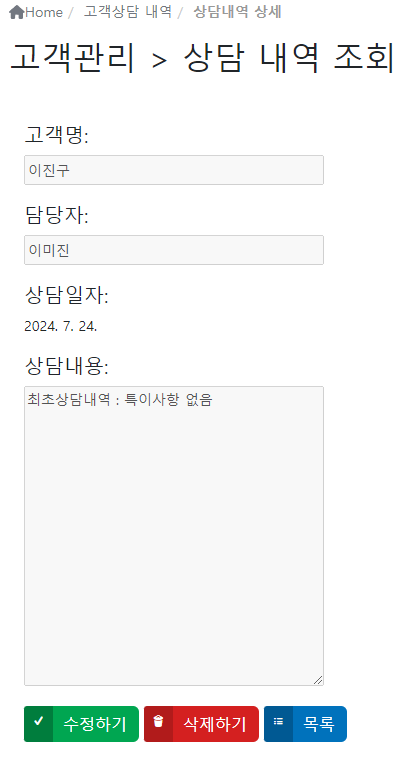 Home / 고객상담 내역 / 상담내역 상세
고객관리 > 상담 내역 조회
고객명:
이진구
담당자:
이미진
상담일자:
2024. 7. 24.
상담내용:
최초상담내역 : 특이사항 없음
수정하기 삭제하기 목록